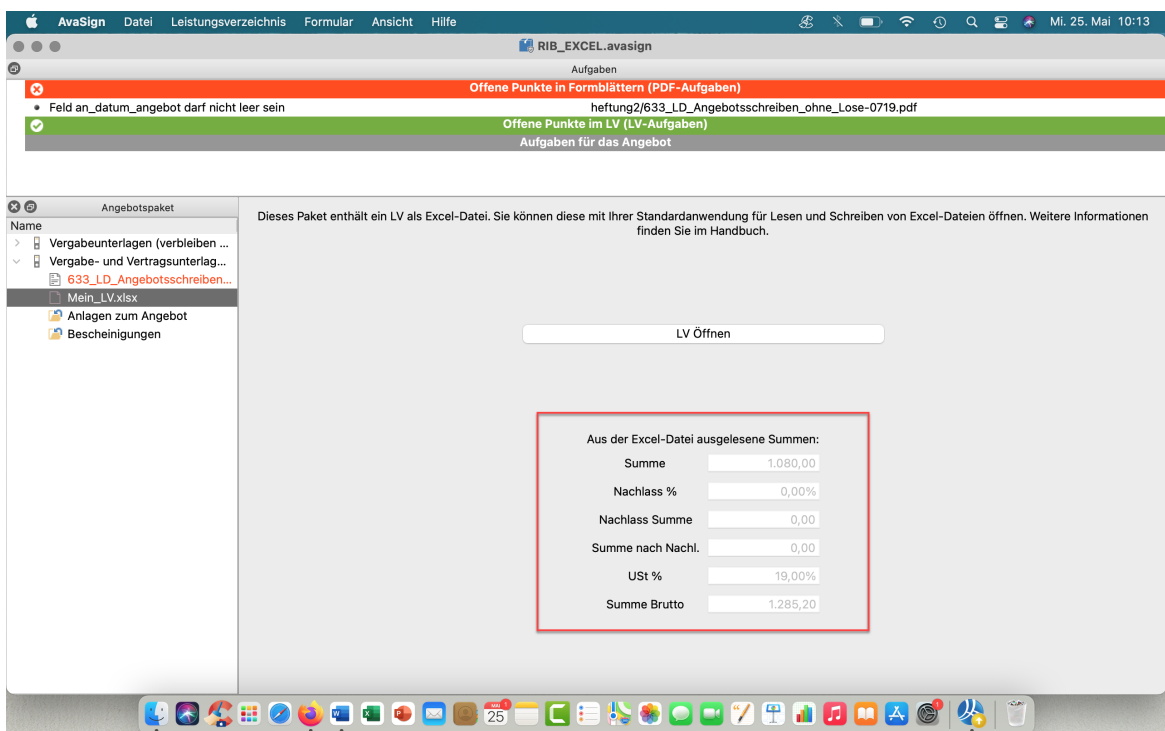 AvaSign Datei Leistungsverzeichnis Formular Ansicht Hilfe Mi. 25. Mai 10:13
RIB_EXCEL.avasign
Aufgaben
Offene Punkte in Formblättern (PDF-Aufgaben)
Feld an_datum_angebot darf nicht leer sein heftung2/633_LD_Angebotsschreiben_ohne_Lose-0719.pdf
Offene Punkte im LV (LV-Aufgaben)
Aufgaben für das Angebot
Angebotspaket
Name
Vergabeunterlagen (verbleiben ...
Vergabe- und Vertragsunterlag...
633_LD_Angebotsschreiben...
Mein_LV.xlsx
Anlagen zum Angebot
Bescheinigungen
Dieses Paket enthält ein LV als Excel-Datei. Sie können diese mit Ihrer Standardanwendung für Lesen und Schreiben von Excel-Dateien öffnen. Weitere Informationen
finden Sie im Handbuch.
LV Öffnen
Aus der Excel-Datei ausgelesene Summen:
Summe 1.080,00
Nachlass % 0,00%
Nachlass Summe 0,00
Summe nach Nachl. 0,00
USt % 19,00%
Summe Brutto 1.285,20
MAI
25
1